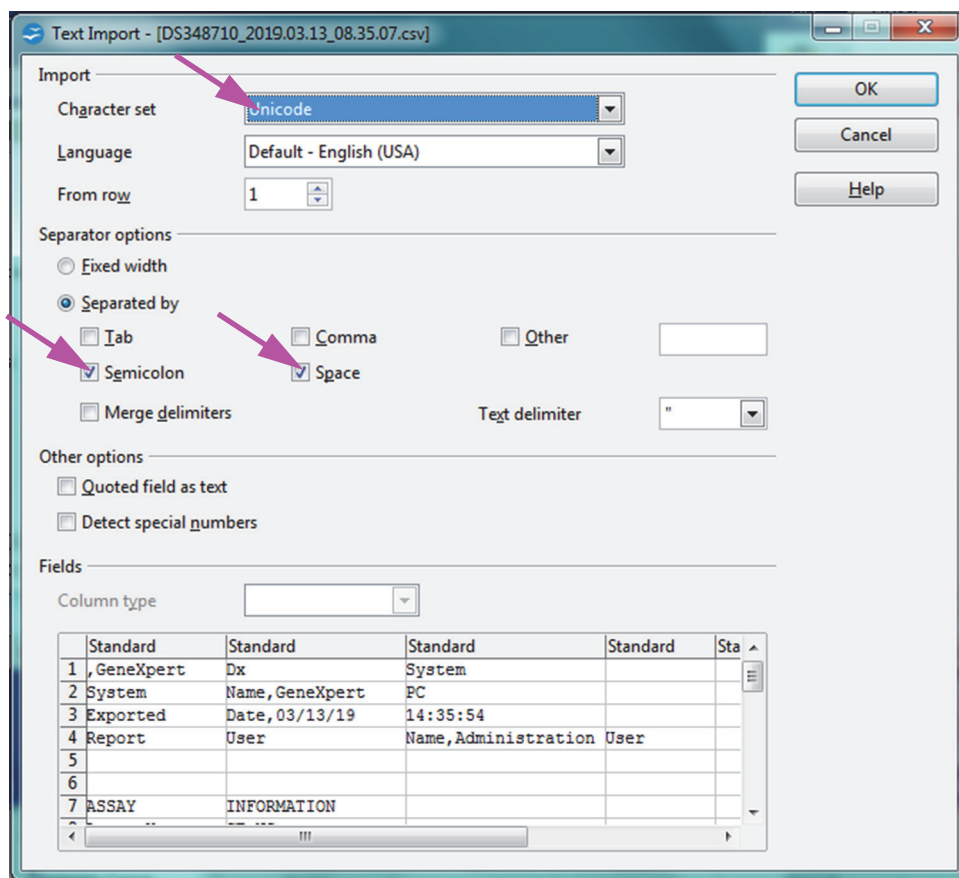 Text Import - [DS348710_2019.03.13_08.35.07.csv]
Import
OK
Character set
Unicode
Cancel
Language
Default - English (USA)
From row
1
Help
Separator options
Fixed width
Separated by
Tab
Comma
Other
Semicolon
Space
Merge delimiters
Text delimiter
"
Other options
Quoted field as text
Detect special numbers
Fields
Column type
Standard Standard Standard Standard Sta
1 ,GeneXpert Dx System
2 System Name,GeneXpert PC
3 Exported Date,03/13/19 14:35:54
4 Report User Name,Administration User
5
6
7 ASSAY INFORMATION